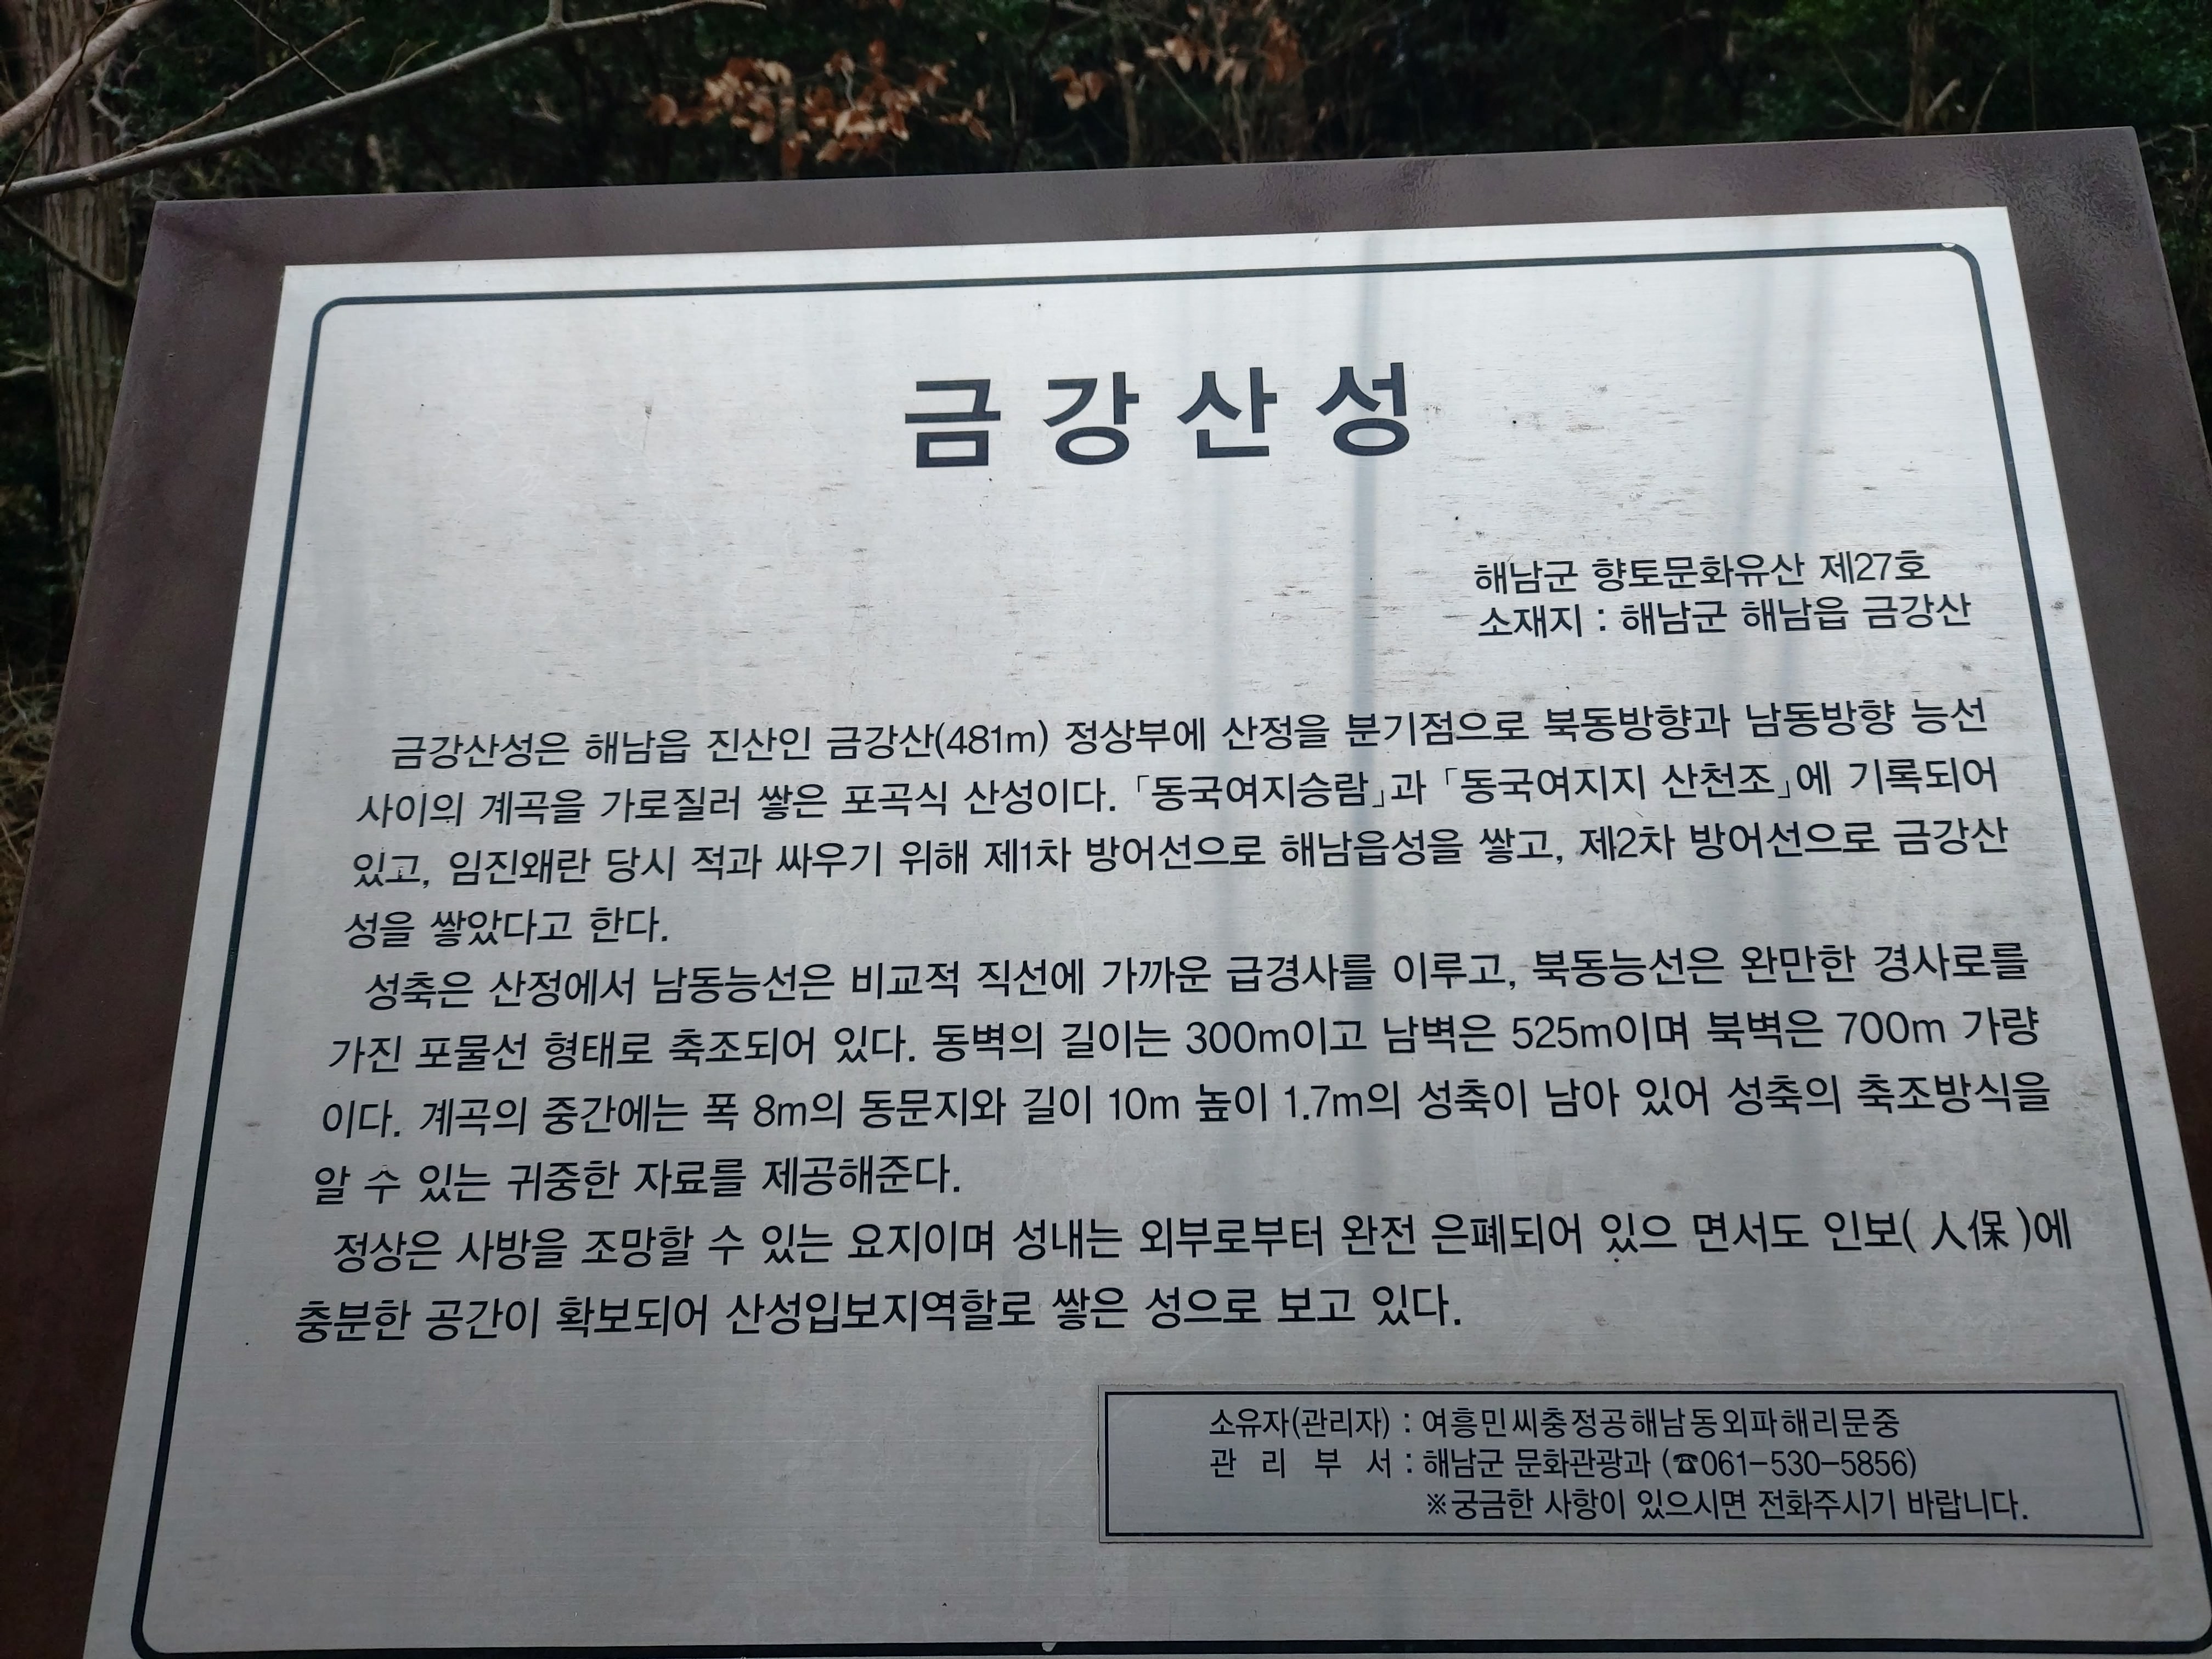 금강산성
해남군 향토문화유산 제27호
소재지 : 해남군 해남읍 금강산
금강산성은 해남읍 진산인 금강산(481m) 정상부에 산정을 분기점으로 북동방향과 남동방향 능선
사이의 계곡을 가로질러 쌓은 포곡식 산성이다. 「동국여지승람」과 「동국여지지 산천조」에 기록되어
있고, 임진왜란 당시 적과 싸우기 위해 제1차 방어선으로 해남읍성을 쌓고, 제2차 방어선으로 금강산
성을 쌓았다고 한다.
성축은 산정에서 남동능선은 비교적 직선에 가까운 급경사를 이루고, 북동능선은 완만한 경사로를
가진 포물선 형태로 축조되어 있다. 동벽의 길이는 300m이고 남벽은 525m이며 북벽은 700m 가량
이다. 계곡의 중간에는 폭 8m의 동문지와 길이 10m 높이 1.7m의 성축이 남아 있어 성축의 축조방식을
알 수 있는 귀중한 자료를 제공해준다.
정상은 사방을 조망할 수 있는 요지이며 성내는 외부로부터 완전 은폐되어 있으 면서도 인보( 人保 )에
충분한 공간이 확보되어 산성입보지역할로 쌓은 성으로 보고 있다.
소유자(관리자) : 여흥민씨충정공해남동외파해리문중
관 리 부 서 : 해남군 문화관광과 (☎061-530-5856)
※궁금한 사항이 있으시면 전화주시기 바랍니다.